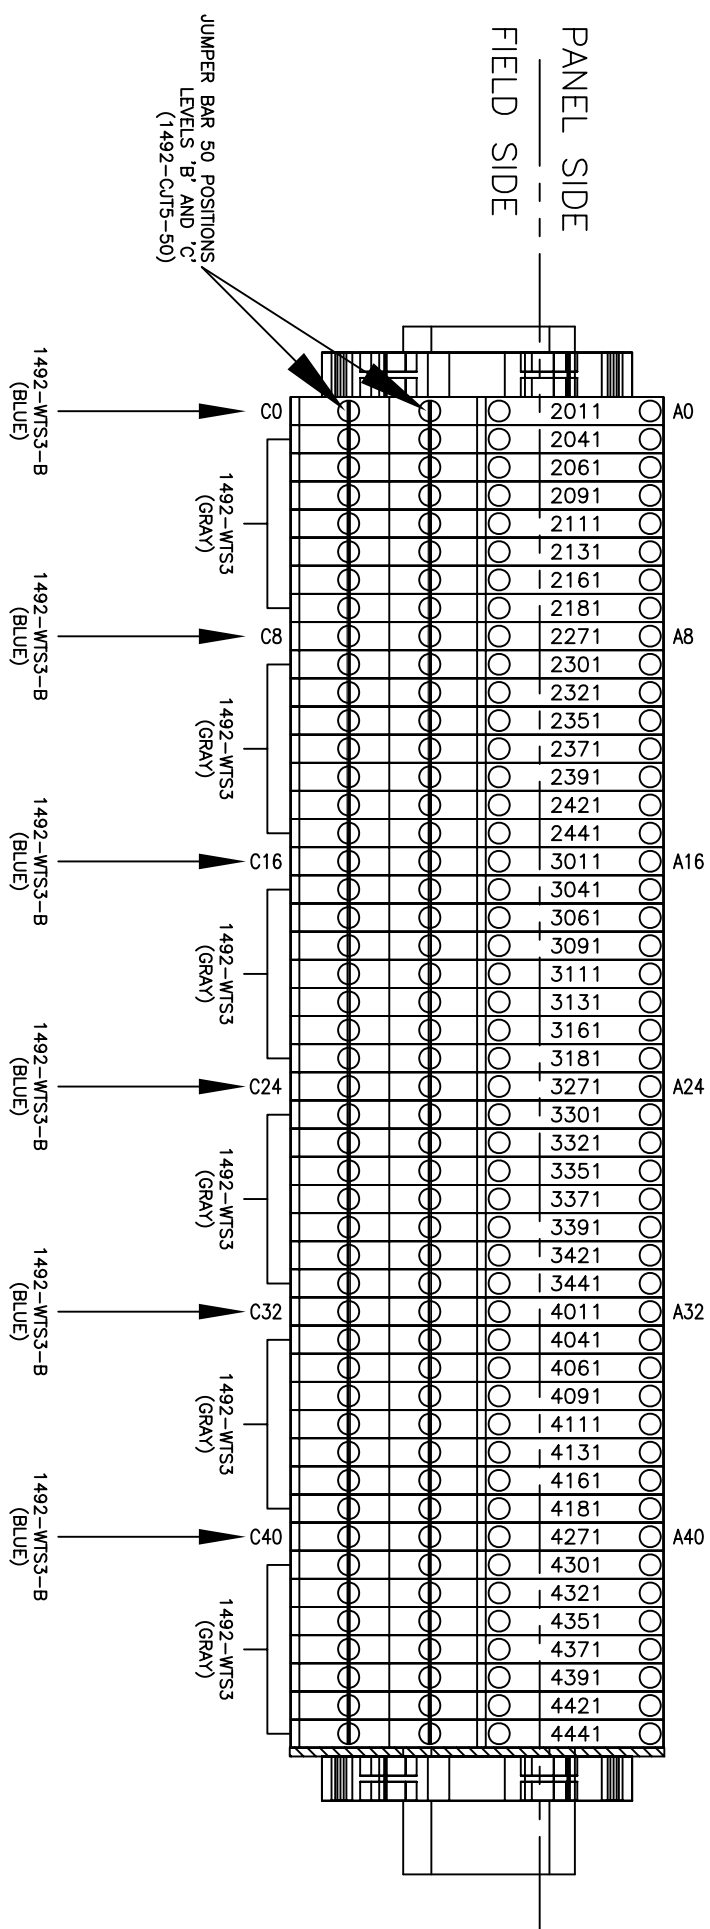 PANEL SIDE
FIELD SIDE
JUMPER BAR 50 POSITIONS
LEVELS 'B' AND 'C'
(1492-CJT5-50)
C0 2011 A0
2041
2061
2091
2111
2131
2161
2181
C8 2271 A8
2301
2321
2351
2371
2391
2421
2441
C16 3011 A16
3041
3061
3091
3111
3131
3161
3181
C24 3271 A24
3301
3321
3351
3371
3391
3421
3441
C32 4011 A32
4041
4061
4091
4111
4131
4161
4181
C40 4271 A40
4301
4321
4351
4371
4391
4421
4441
1492-WTS3-B
(BLUE)
1492-WTS3
(GRAY)
1492-WTS3-B
(BLUE)
1492-WTS3
(GRAY)
1492-WTS3-B
(BLUE)
1492-WTS3
(GRAY)
1492-WTS3-B
(BLUE)
1492-WTS3
(GRAY)
1492-WTS3-B
(BLUE)
1492-WTS3
(GRAY)
1492-WTS3-B
(BLUE)
1492-WTS3
(GRAY)